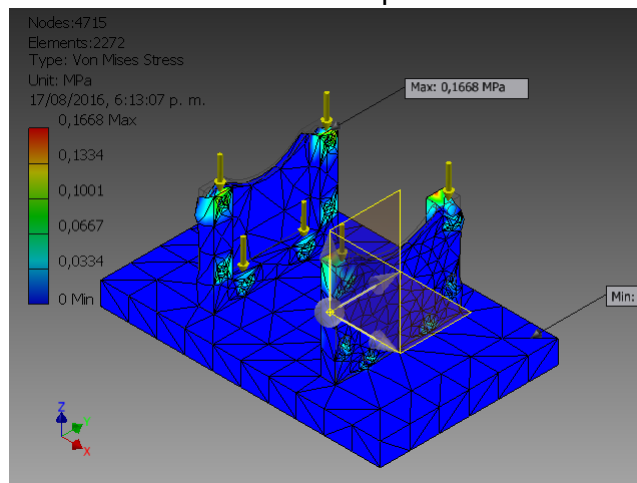 Nodes:4715
Elements:2272
Type: Von Mises Stress
Unit: MPa
17/08/2016, 6:13:07 p. m.
0,1668 Max
0,1334
0,1001
0,0667
0,0334
0 Min
Max: 0,1668 MPa
Min:
Z
Y
X